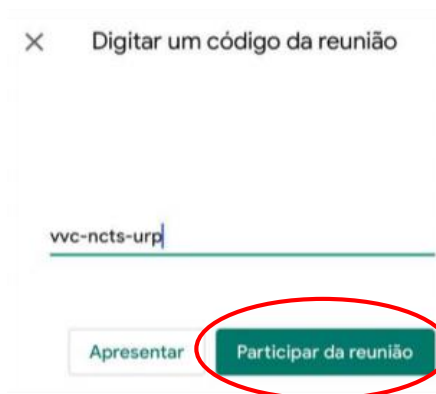 Digitar um código da reunião
vvc-ncts-urp
Apresentar
Participar da reunião